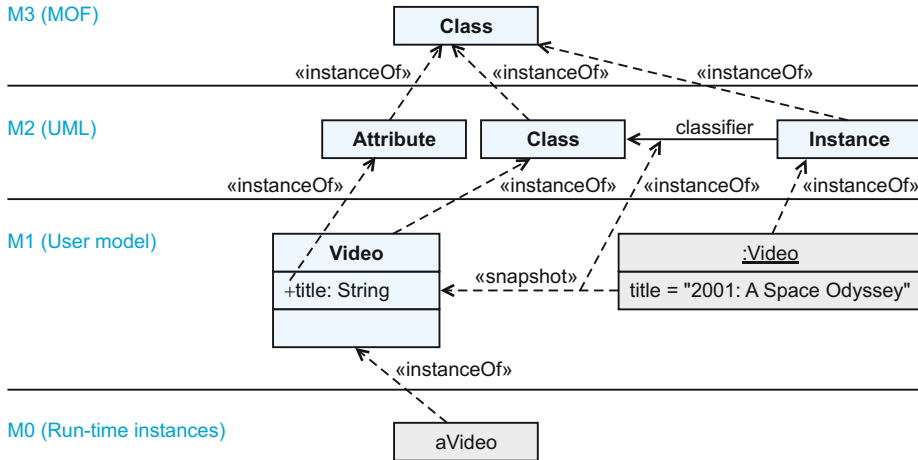 M3 (MOF)
Class
«instanceOf»
«instanceOf»
«instanceOf»
M2 (UML)
Attribute
Class
classifier
Instance
«instanceOf»
«instanceOf»
«instanceOf»
«instanceOf»
M1 (User model)
Video
+title: String
«snapshot»
:Video
title = "2001: A Space Odyssey"
«instanceOf»
M0 (Run-time instances)
aVideo